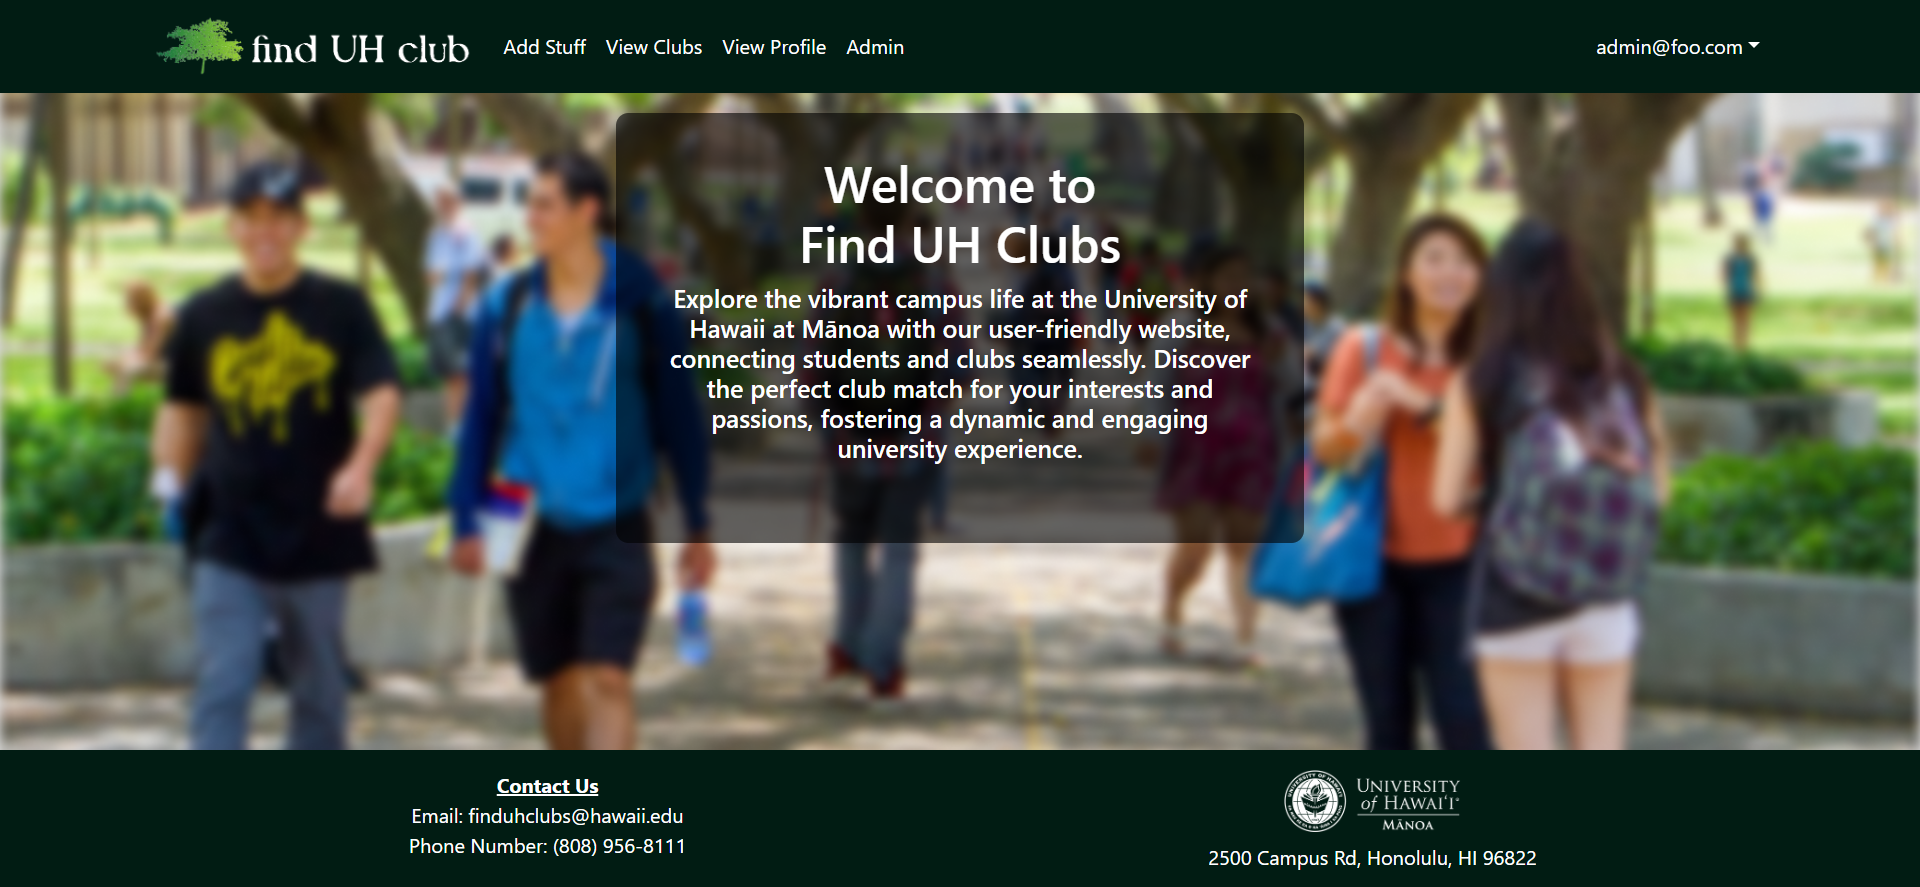 find UH club
Add Stuff
View Clubs
View Profile
Admin
admin@foo.com
Welcome to
Find UH Clubs
Explore the vibrant campus life at the University of
Hawaii at Mānoa with our user-friendly website,
connecting students and clubs seamlessly. Discover
the perfect club match for your interests and
passions, fostering a dynamic and engaging
university experience.
Contact Us
Email: finduhclubs@hawaii.edu
Phone Number: (808) 956-8111
UNIVERSITY
of HAWAIʻI®
MĀNOA
2500 Campus Rd, Honolulu, HI 96822